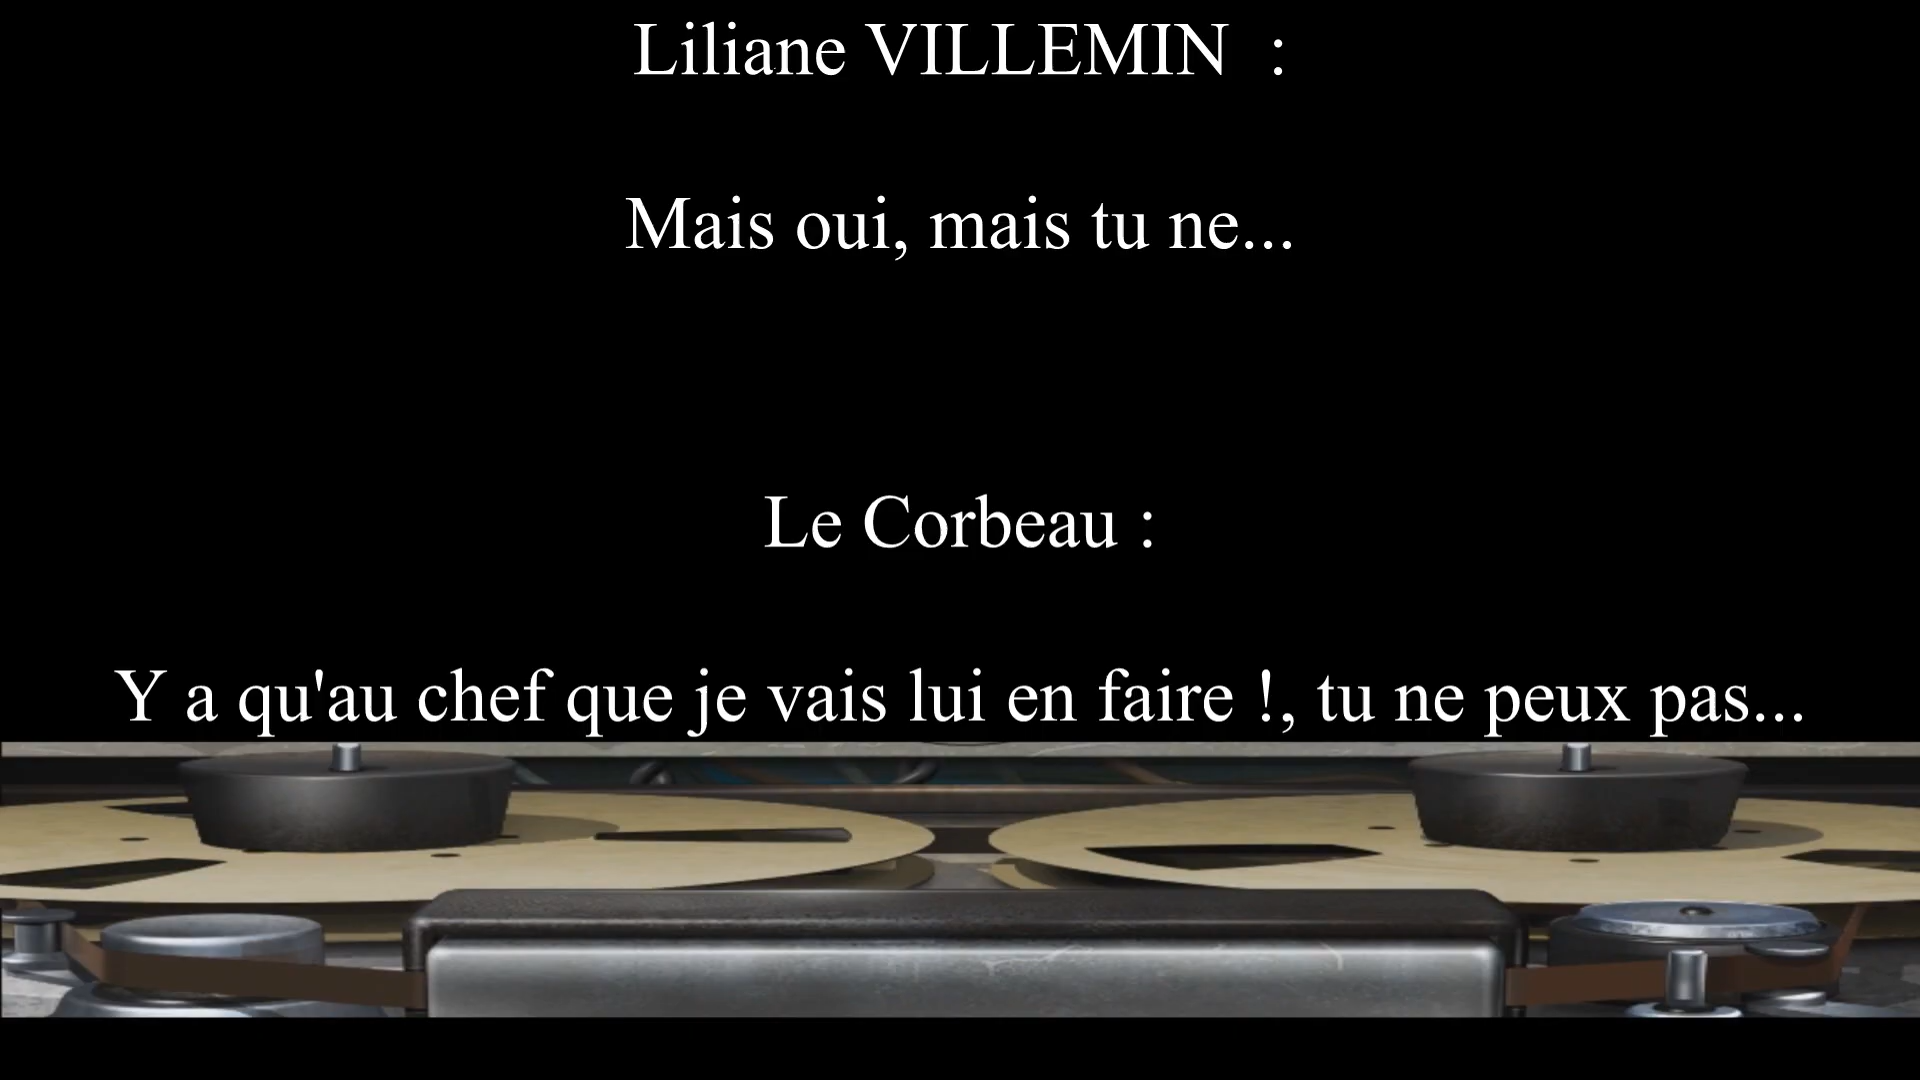 Liliane VILLEMIN  :
Mais oui, mais tu ne...
Le Corbeau :
Y a qu'au chef que je vais lui en faire !, tu ne peux pas...